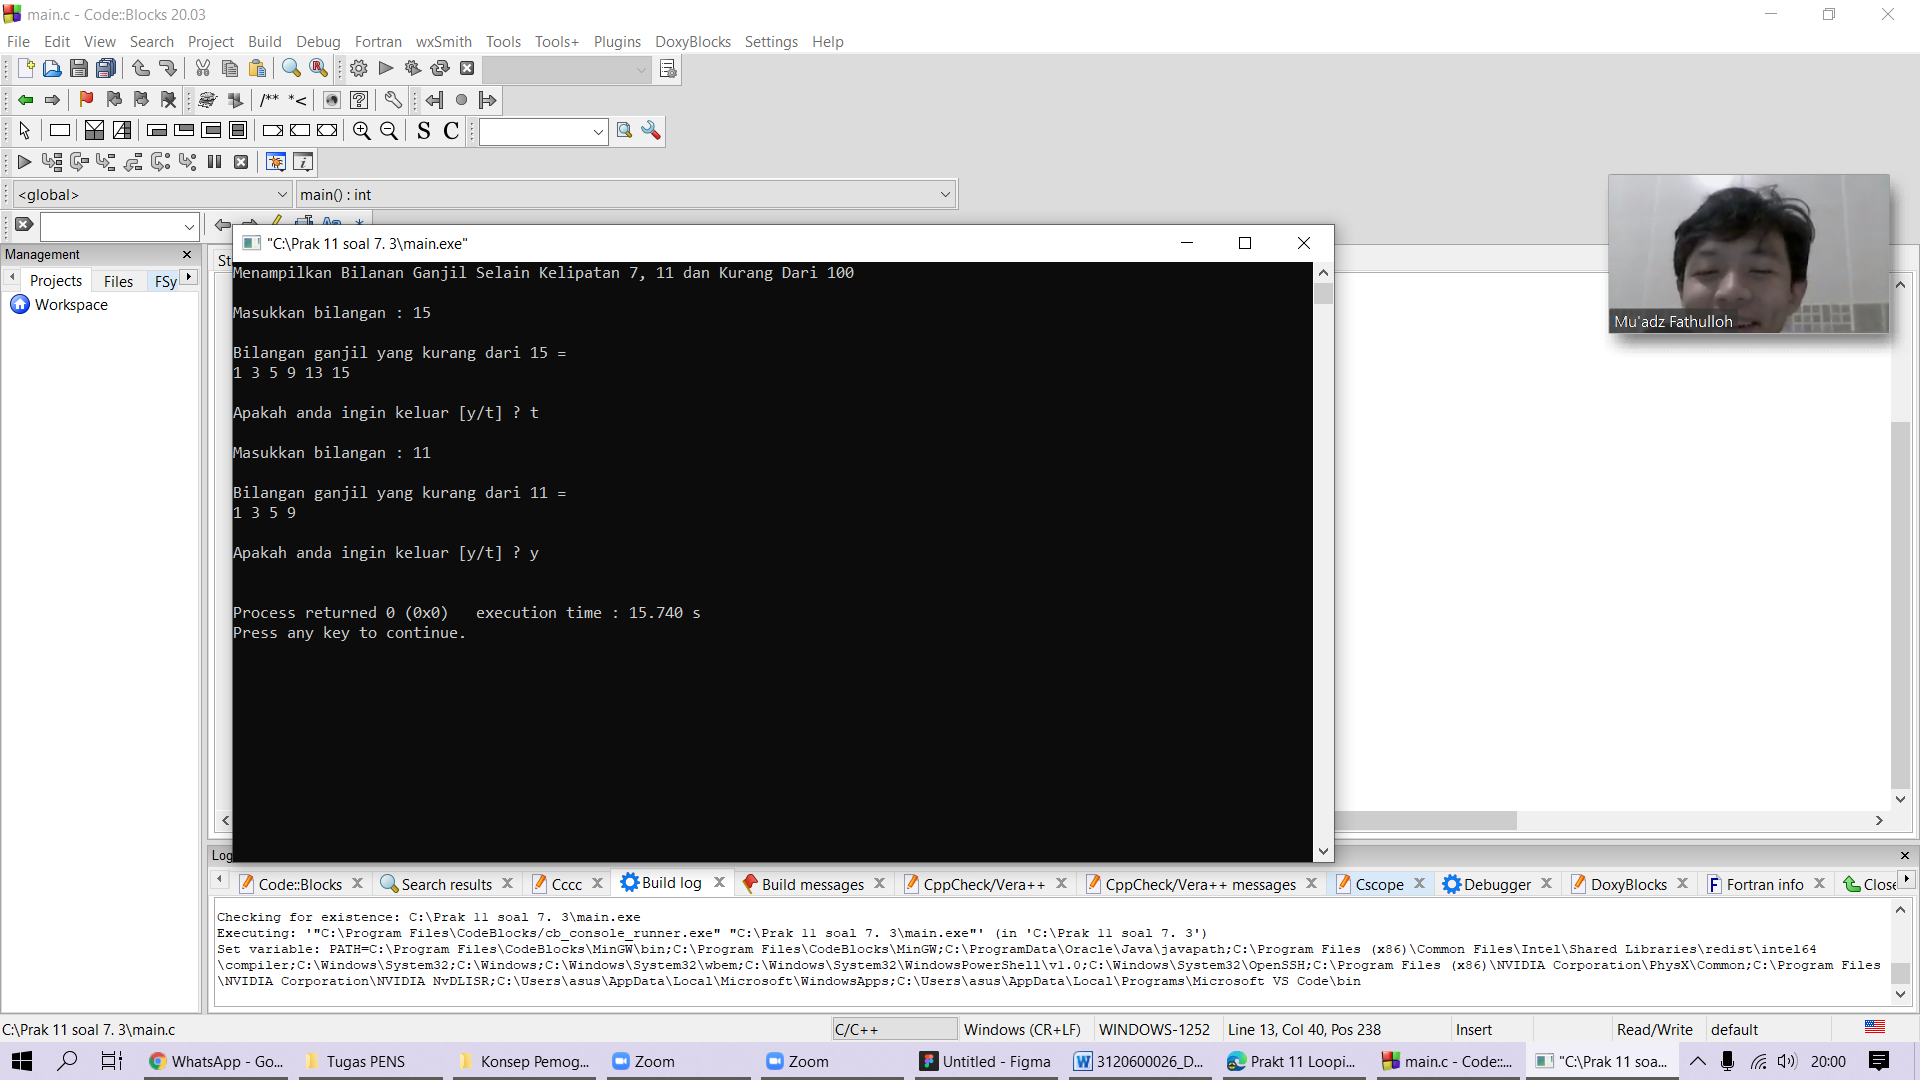 main.c - Code::Blocks 20.03
File Edit View Search Project Build Debug Fortran wxSmith Tools Tools+ Plugins DoxyBlocks Settings Help
/** *<
S C
<global> main() : int
Management
Projects Files FSy
Workspace
St
"C:\Prak 11 soal 7. 3\main.exe"
Menampilkan Bilanan Ganjil Selain Kelipatan 7, 11 dan Kurang Dari 100
Masukkan bilangan : 15
Bilangan ganjil yang kurang dari 15 =
1 3 5 9 13 15
Apakah anda ingin keluar [y/t] ? t
Masukkan bilangan : 11
Bilangan ganjil yang kurang dari 11 =
1 3 5 9
Apakah anda ingin keluar [y/t] ? y
Process returned 0 (0x0)   execution time : 15.740 s
Press any key to continue.
Mu'adz Fathulloh
Log
Code::Blocks Search results Cccc Build log Build messages CppCheck/Vera++ CppCheck/Vera++ messages Cscope Debugger DoxyBlocks Fortran info Close
Checking for existence: C:\Prak 11 soal 7. 3\main.exe
Executing: '"C:\Program Files\CodeBlocks/cb_console_runner.exe" "C:\Prak 11 soal 7. 3\main.exe"' (in 'C:\Prak 11 soal 7. 3')
Set variable: PATH=C:\Program Files\CodeBlocks\MinGW\bin;C:\Program Files\CodeBlocks\MinGW;C:\ProgramData\Oracle\Java\javapath;C:\Program Files (x86)\Common Files\Intel\Shared Libraries\redist\intel64
\compiler;C:\Windows\System32;C:\Windows;C:\Windows\System32\wbem;C:\Windows\System32\WindowsPowerShell\v1.0;C:\Windows\System32\OpenSSH;C:\Program Files (x86)\NVIDIA Corporation\PhysX\Common;C:\Program Files
\NVIDIA Corporation\NVIDIA NvDLISR;C:\Users\asus\AppData\Local\Microsoft\WindowsApps;C:\Users\asus\AppData\Local\Programs\Microsoft VS Code\bin
C:\Prak 11 soal 7. 3\main.c C/C++ Windows (CR+LF) WINDOWS-1252 Line 13, Col 40, Pos 238 Insert Read/Write default
WhatsApp - Go... Tugas PENS Konsep Pemog... Zoom Zoom Untitled - Figma 3120600026_D... Prakt 11 Loopi... main.c - Code::... "C:\Prak 11 soa... 20:00